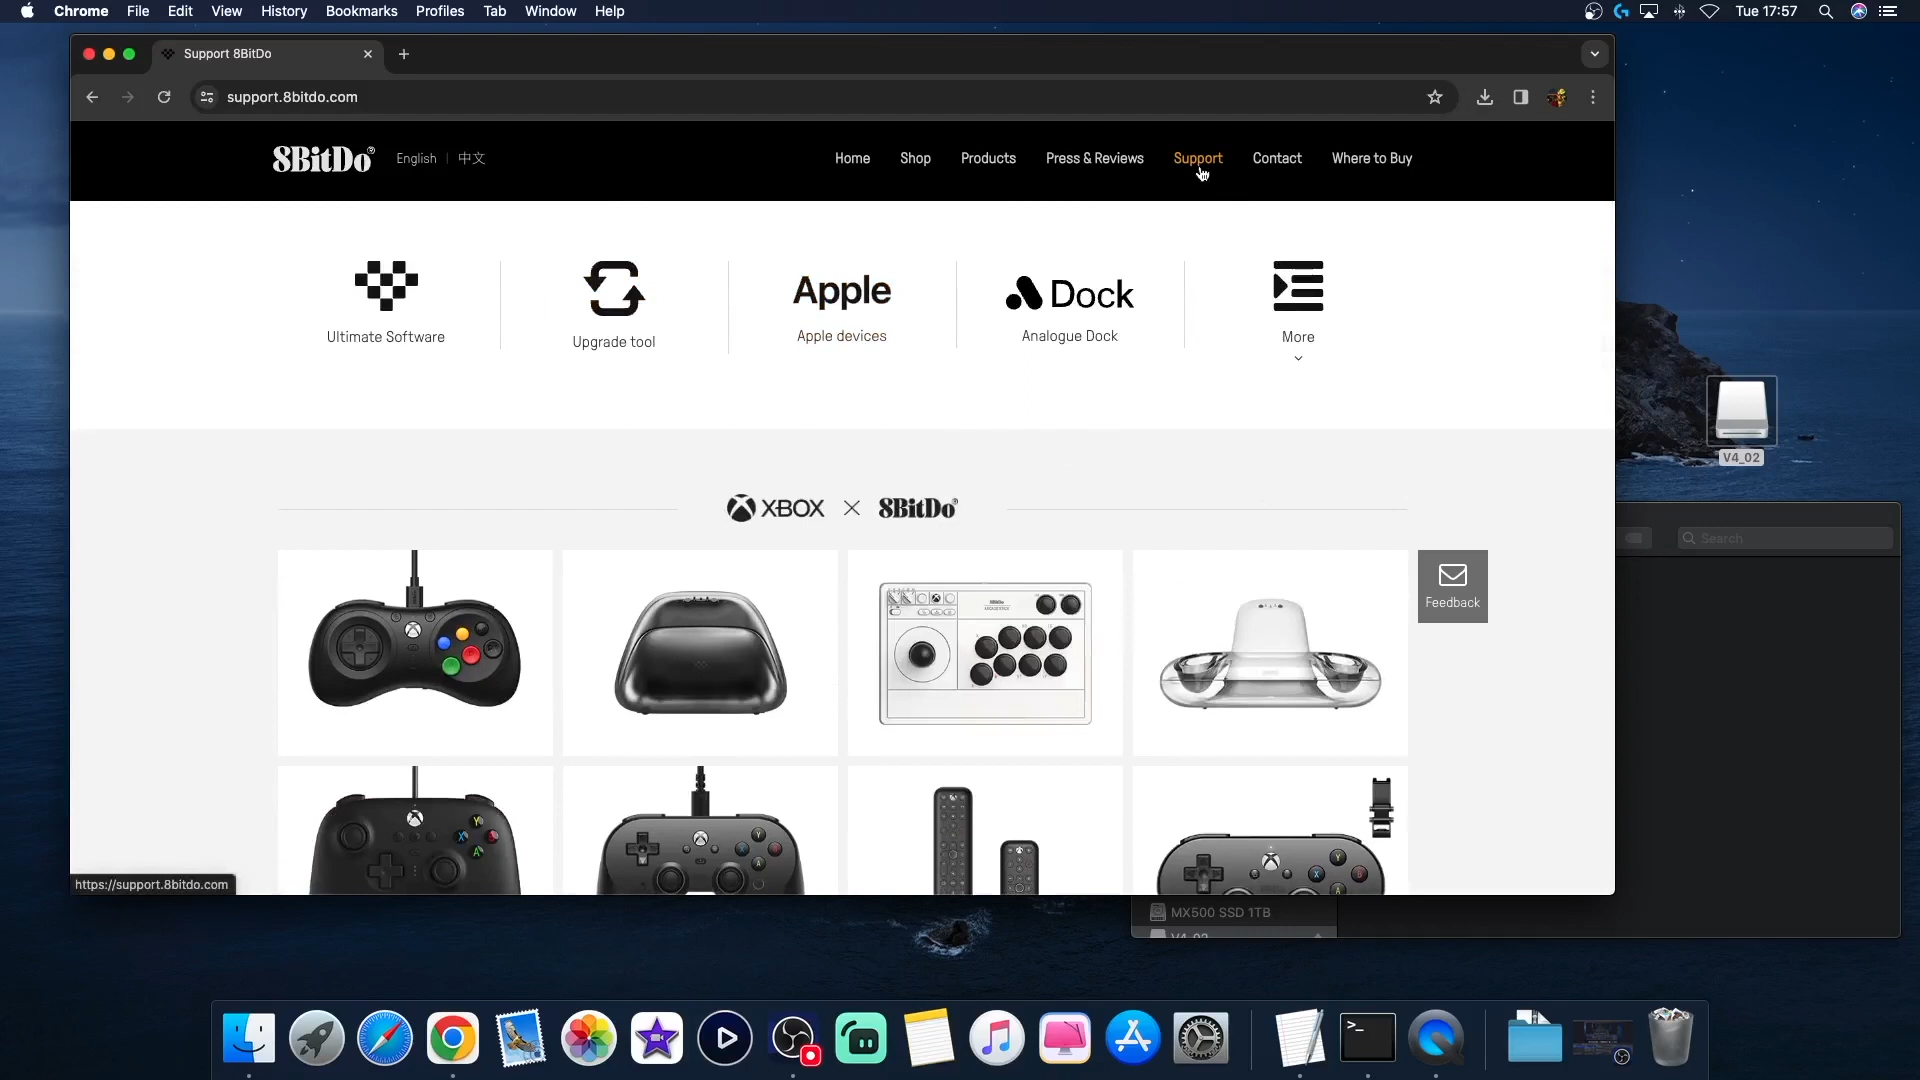 Chrome File Edit View History Bookmarks Profiles Tab Window Help Tue 17:57
Support 8BitDo
support.8bitdo.com
8BitDo® English 中文 Home Shop Products Press & Reviews Support Contact Where to Buy
Apple Dock
Ultimate Software Upgrade tool Apple devices Analogue Dock More
V4_02
XBOX 8BitDo®
Search
Feedback
https://support.8bitdo.com
MX500 SSD 1TB
V4_02